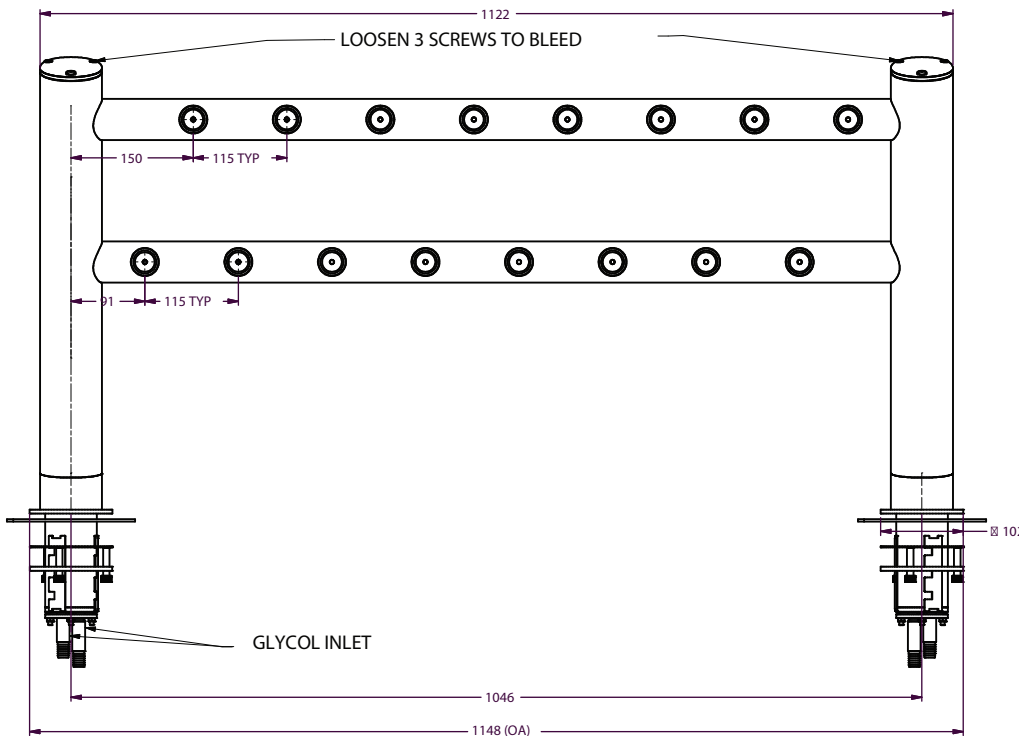 1122
LOOSEN 3 SCREWS TO BLEED
150
115 TYP
91
115 TYP
GLYCOL INLET
1046
1148 (OA)